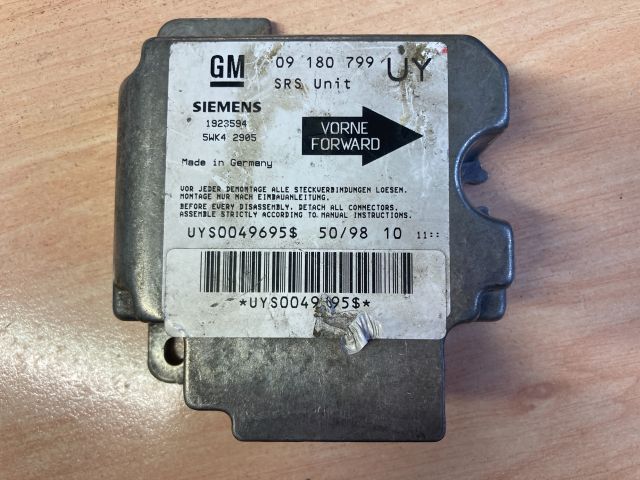 GM 09 180 799 UY
SRS Unit
SIEMENS
1923594
5WK4 2905
VORNE
FORWARD
Made in Germany
VOR JEDER DEMONTAGE ALLE STECKVERBINDUNGEN LOESEN.
MONTAGE NUR NACH EINBAUANLEITUNG.
BEFORE EVERY DISASSEMBLY, DETACH ALL CONNECTORS.
ASSEMBLE STRICTLY ACCORDING TO MANUAL INSTRUCTIONS.
UYS0049695$ 50/98 10 11::
*UYS0049695$*